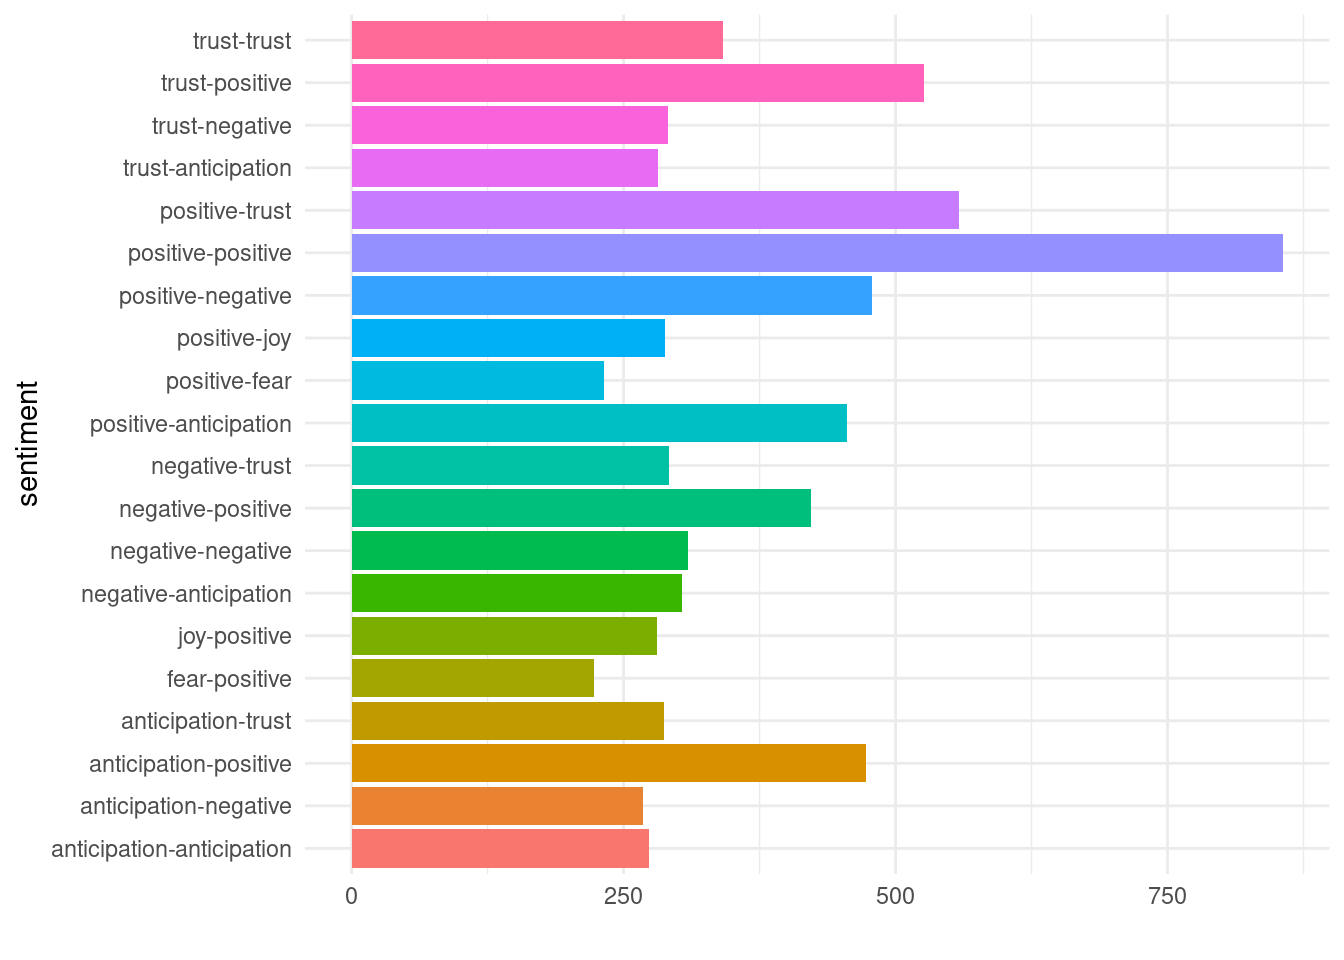 trust-trust
trust-positive
trust-negative
trust-anticipation
positive-trust
positive-positive
positive-negative
positive-joy
positive-fear
positive-anticipation
negative-trust
negative-positive
negative-negative
negative-anticipation
joy-positive
fear-positive
anticipation-trust
anticipation-positive
anticipation-negative
anticipation-anticipation
sentiment
0 250 500 750